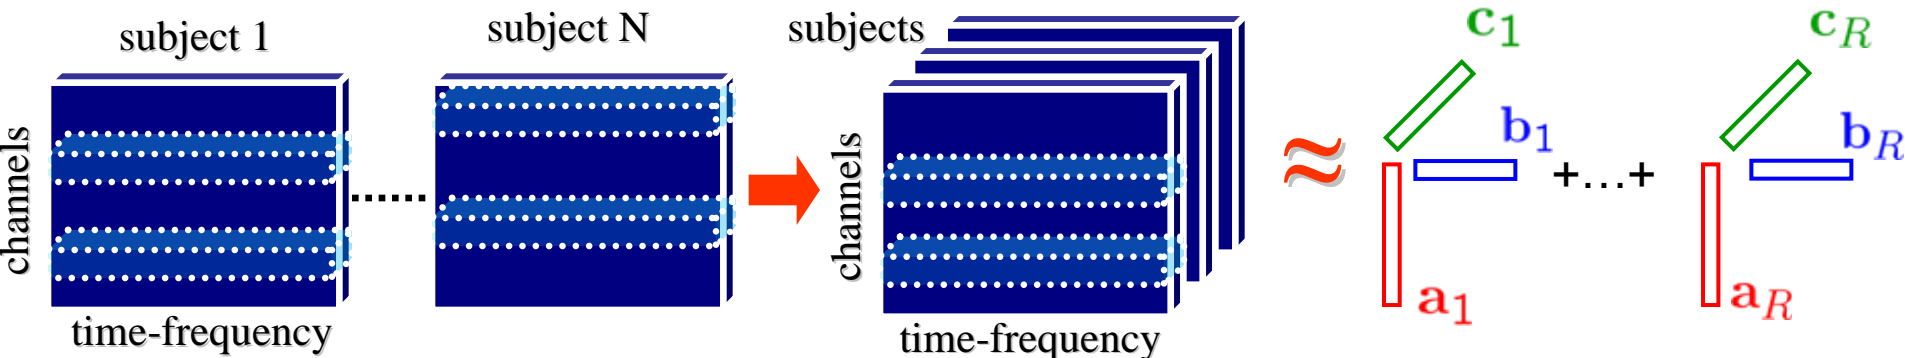 subject 1
channels
time-frequency
......
subject N
subjects
channels
time-frequency
≈
c1
b1
a1
+...+
cR
bR
aR